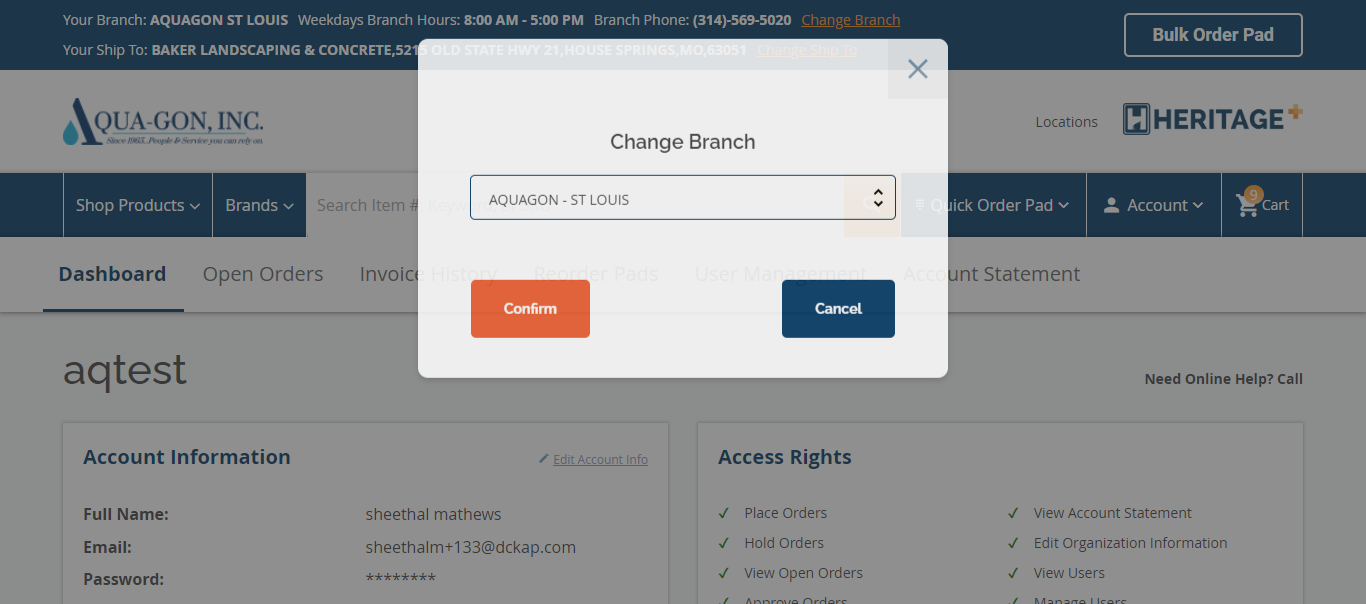 Your Branch: AQUAGON ST LOUIS Weekdays Branch Hours: 8:00 AM - 5:00 PM Branch Phone: (314)-569-5020 Change Branch
Bulk Order Pad
Your Ship To: BAKER LANDSCAPING & CONCRETE,5215 OLD STATE HWY 21,HOUSE SPRINGS,MO,63051 Change Ship To
AQUA-GON, INC.
Since 1965...People & Service you can rely on.
Locations
HERITAGE+
Change Branch
AQUAGON - ST LOUIS
Shop Products
Brands
Search Item #, Keyword
Quick Order Pad
Account
9
Cart
Dashboard Open Orders Invoice History Reorder Pads User Management Account Statement
Confirm Cancel
aqtest
Need Online Help? Call
Account Information Edit Account Info
Full Name: sheethal mathews
Email: sheethalm+133@dckap.com
Password: ********
Access Rights
Place Orders View Account Statement
Hold Orders Edit Organization Information
View Open Orders View Users
Approve Orders Manage Users